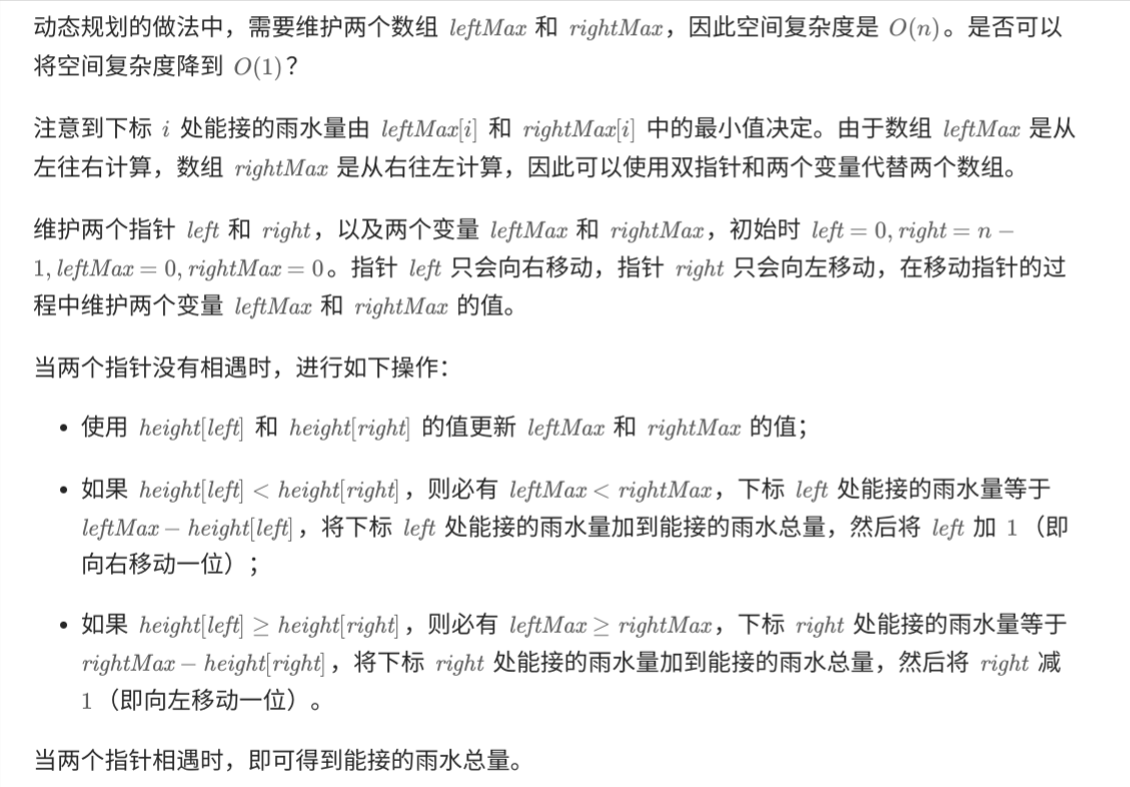 动态规划的做法中，需要维护两个数组 leftMax 和 rightMax，因此空间复杂度是 O(n)。是否可以
将空间复杂度降到 O(1)？
注意到下标 i 处能接的雨水量由 leftMax[i] 和 rightMax[i] 中的最小值决定。由于数组 leftMax 是从
左往右计算，数组 rightMax 是从右往左计算，因此可以使用双指针和两个变量代替两个数组。
维护两个指针 left 和 right，以及两个变量 leftMax 和 rightMax，初始时 left = 0, right = n −
1, leftMax = 0, rightMax = 0。指针 left 只会向右移动，指针 right 只会向左移动，在移动指针的过
程中维护两个变量 leftMax 和 rightMax 的值。
当两个指针没有相遇时，进行如下操作：
• 使用 height[left] 和 height[right] 的值更新 leftMax 和 rightMax 的值；
• 如果 height[left] < height[right]，则必有 leftMax < rightMax，下标 left 处能接的雨水量等于
leftMax − height[left]，将下标 left 处能接的雨水量加到能接的雨水总量，然后将 left 加 1（即
向右移动一位）；
• 如果 height[left] ≥ height[right]，则必有 leftMax ≥ rightMax，下标 right 处能接的雨水量等于
rightMax − height[right]，将下标 right 处能接的雨水量加到能接的雨水总量，然后将 right 减
1（即向左移动一位）。
当两个指针相遇时，即可得到能接的雨水总量。